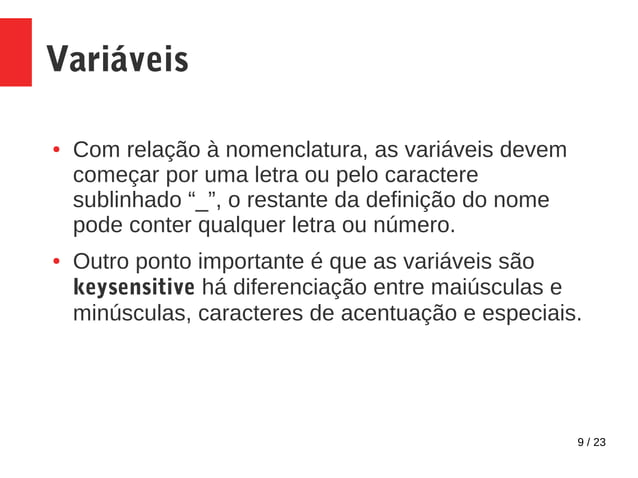 Variáveis
● Com relação à nomenclatura, as variáveis devem
começar por uma letra ou pelo caractere
sublinhado “_”, o restante da definição do nome
pode conter qualquer letra ou número.
● Outro ponto importante é que as variáveis são
keysensitive há diferenciação entre maiúsculas e
minúsculas, caracteres de acentuação e especiais.
9 / 23